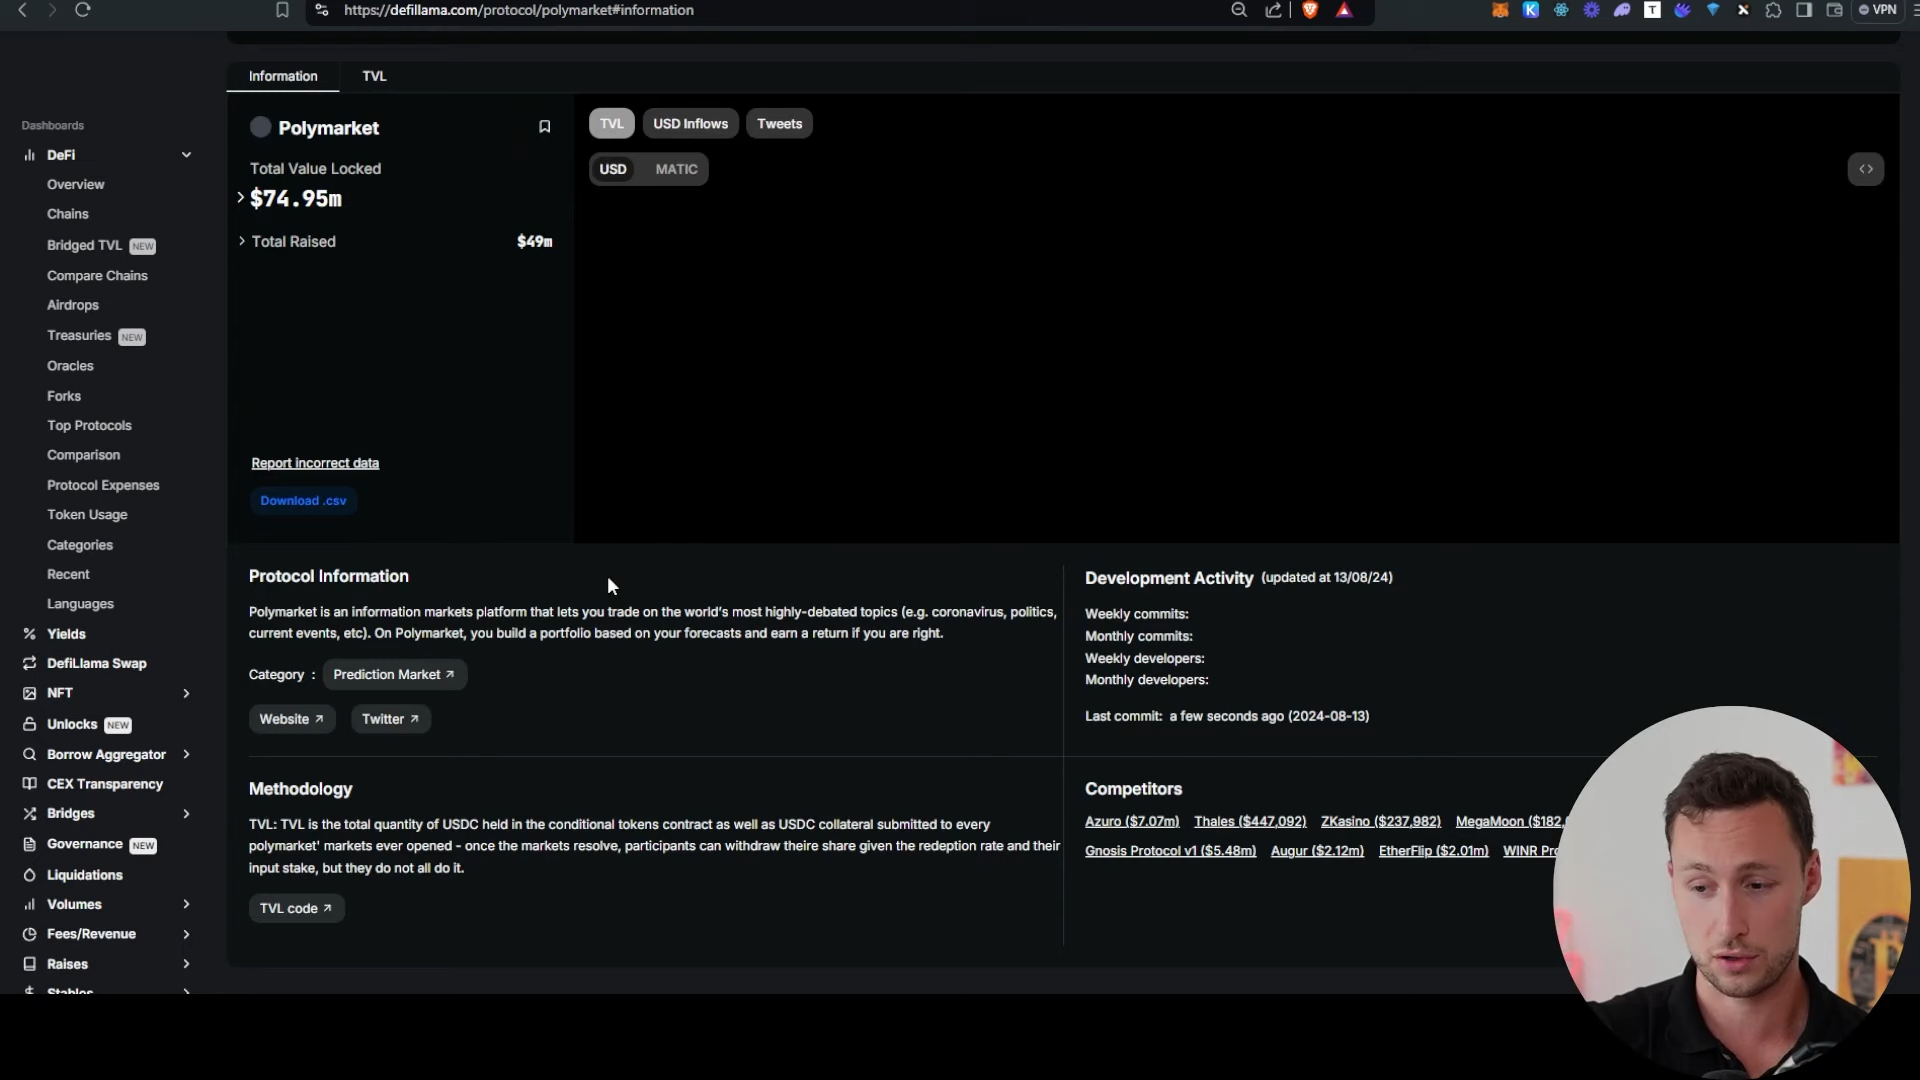 https://defillama.com/protocol/polymarket#information
VPN
Information
TVL
Dashboards
DeFi
Overview
Chains
Bridged TVL NEW
Compare Chains
Airdrops
Treasuries NEW
Oracles
Forks
Top Protocols
Comparison
Protocol Expenses
Token Usage
Categories
Recent
Languages
Yields
DefiLlama Swap
NFT
Unlocks NEW
Borrow Aggregator
CEX Transparency
Bridges
Governance NEW
Liquidations
Volumes
Fees/Revenue
Raises
Stables
Polymarket
Total Value Locked
$74.95m
Total Raised $49m
Report incorrect data
Download .csv
TVL USD Inflows Tweets
USD MATIC
Protocol Information
Polymarket is an information markets platform that lets you trade on the world's most highly-debated topics (e.g. coronavirus, politics,
current events, etc). On Polymarket, you build a portfolio based on your forecasts and earn a return if you are right.
Category : Prediction Market
Website Twitter
Methodology
TVL: TVL is the total quantity of USDC held in the conditional tokens contract as well as USDC collateral submitted to every
polymarket' markets ever opened - once the markets resolve, participants can withdraw theire share given the redeption rate and their
input stake, but they do not all do it.
TVL code
Development Activity (updated at 13/08/24)
Weekly commits:
Monthly commits:
Weekly developers:
Monthly developers:
Last commit: a few seconds ago (2024-08-13)
Competitors
Azuro ($7.07m) Thales ($447,092) ZKasino ($237,982) MegaMoon ($182,
Gnosis Protocol v1 ($5.48m) Augur ($2.12m) EtherFlip ($2.01m) WINR Pro